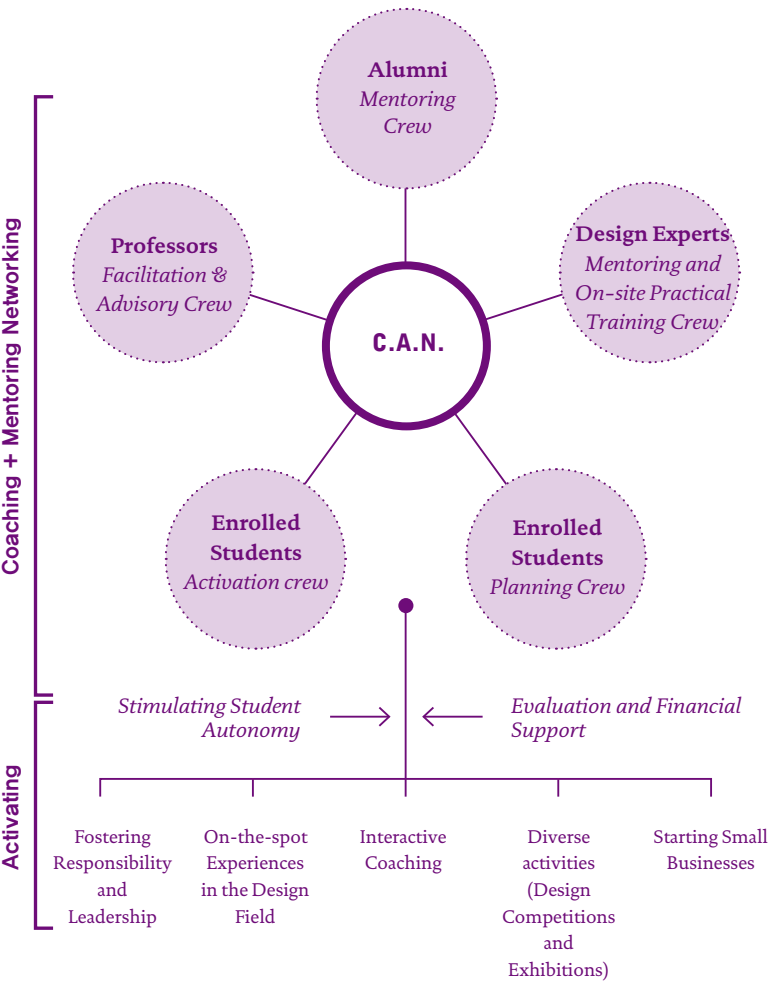 Alumni
Mentoring
Crew
Professors
Facilitation &
Advisory Crew
Design Experts
Mentoring and
On-site Practical
Training Crew
C.A.N.
Enrolled
Students
Activation crew
Enrolled
Students
Planning Crew
Coaching + Mentoring Networking
Stimulating Student
Autonomy
Evaluation and Financial
Support
Activating
Fostering
Responsibility
and
Leadership
On-the-spot
Experiences
in the Design
Field
Interactive
Coaching
Diverse
activities
(Design
Competitions
and
Exhibitions)
Starting Small
Businesses